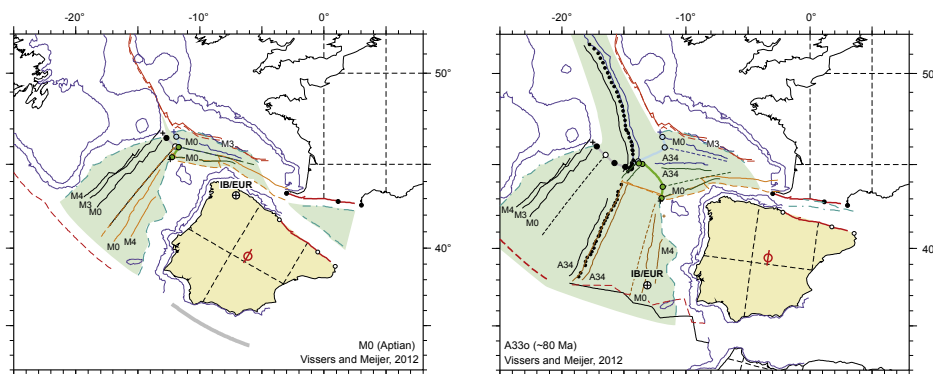 -20° -10° 0°
50°
40°
M0
M3
M0
M4
M3
M0
M0
M4
IB/EUR
ϕ
M0 (Aptian)
Vissers and Meijer, 2012
-20° -10° 0°
50
40°
M0
M3
A34
A34
M0
M4
M3
M0
M4
A34
A34
IB/EUR
M0
ϕ
A33o (~80 Ma)
Vissers and Meijer, 2012